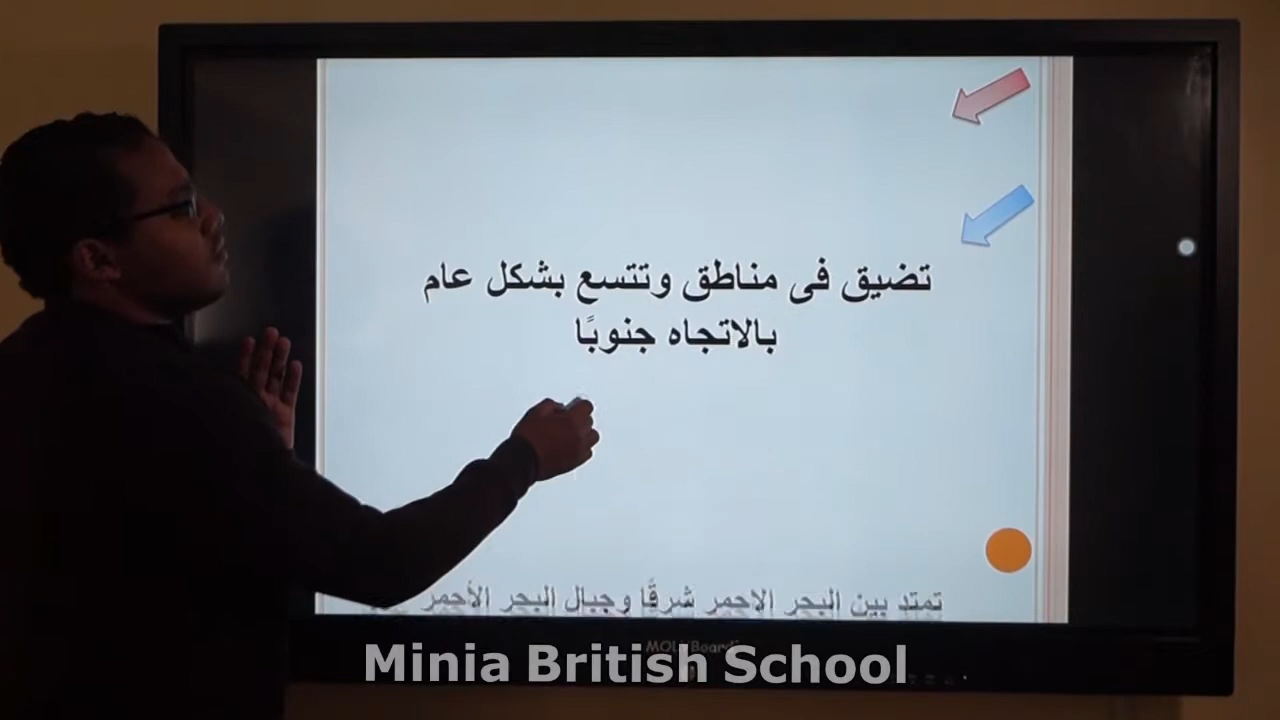 تضيق فى مناطق وتتسع بشكل عام
بالاتجاه جنوبًا
تمتد بين البحر الاحمر شرقًا وجبال البحر الأحمر
Minia British School